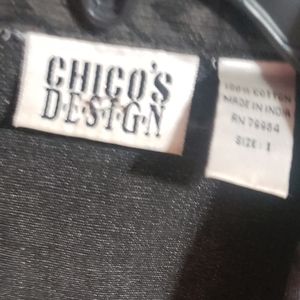 CHICO'S
DESIGN
100% COTTON
MADE IN INDIA
RN 79984
SIZE: 1